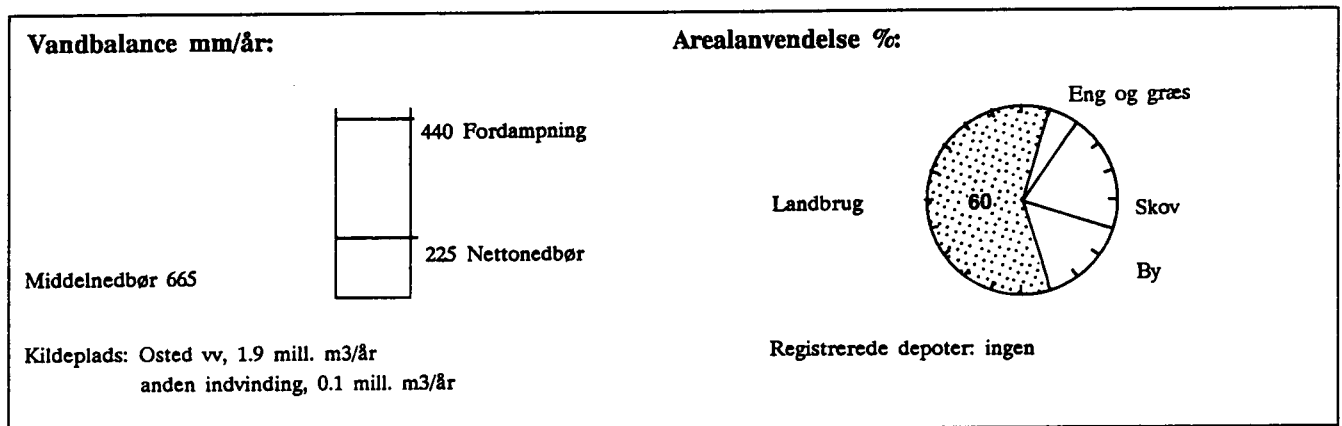 Vandbalance mm/år:
440 Fordampning
225 Nettonedbør
Middelnedbør 665
Kildeplads: Osted vv, 1.9 mill. m3/år
anden indvinding, 0.1 mill. m3/år
Arealanvendelse %:
Eng og græs
Landbrug
60
Skov
By
Registrerede depoter: ingen